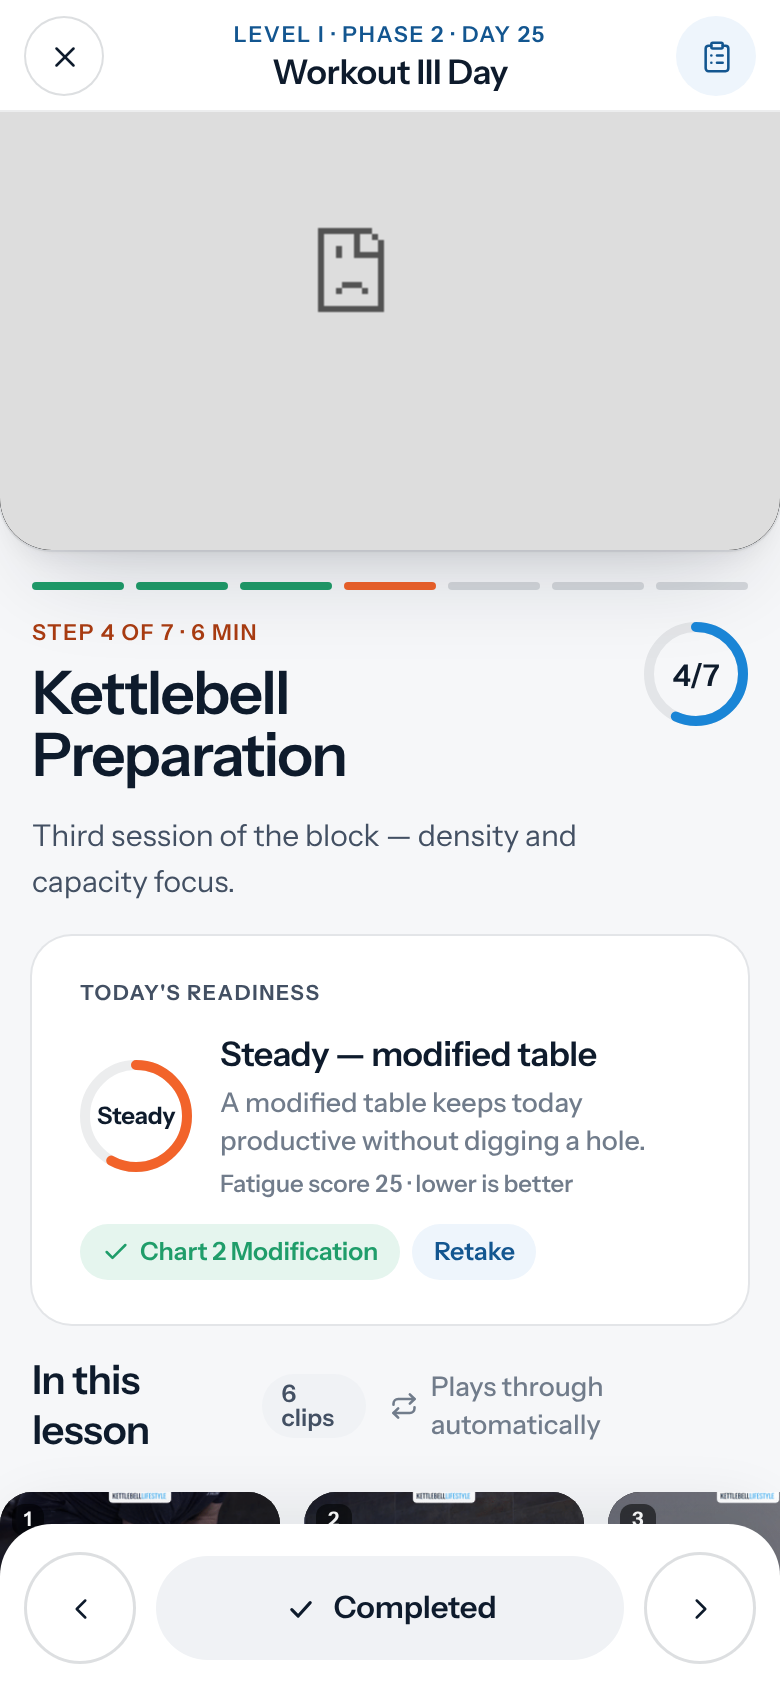 LEVEL I · PHASE 2 · DAY 25
Workout III Day
STEP 4 OF 7 · 6 MIN
4/7
Kettlebell
Preparation
Third session of the block — density and
capacity focus.
TODAY'S READINESS
Steady
Steady — modified table
A modified table keeps today
productive without digging a hole.
Fatigue score 25 · lower is better
Chart 2 Modification
Retake
In this
lesson
6
clips
Plays through
automatically
KETTLEBELLLIFESTYLE
KETTLEBELLLIFESTYLE
KETTLEBELLLIFESTYLE
1
2
3
Completed